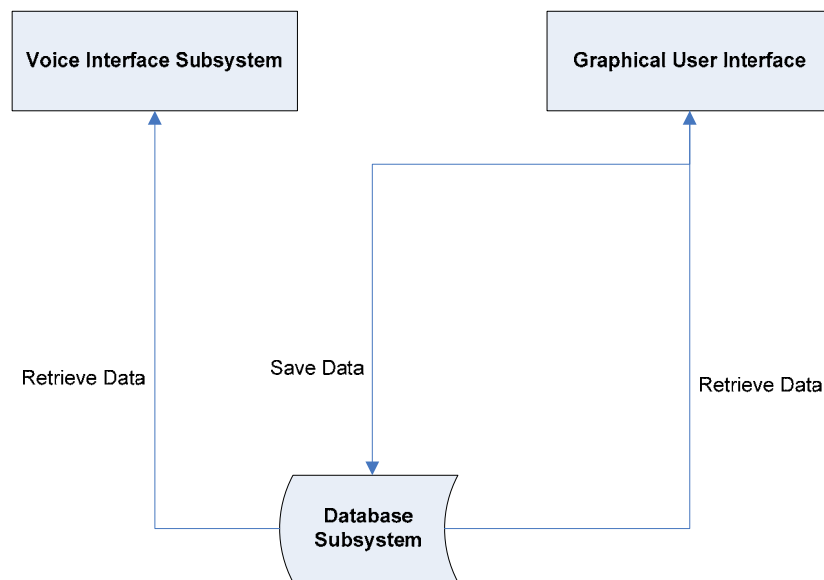 Voice Interface Subsystem
Graphical User Interface
Save Data
Retrieve Data
Retrieve Data
Database
Subsystem